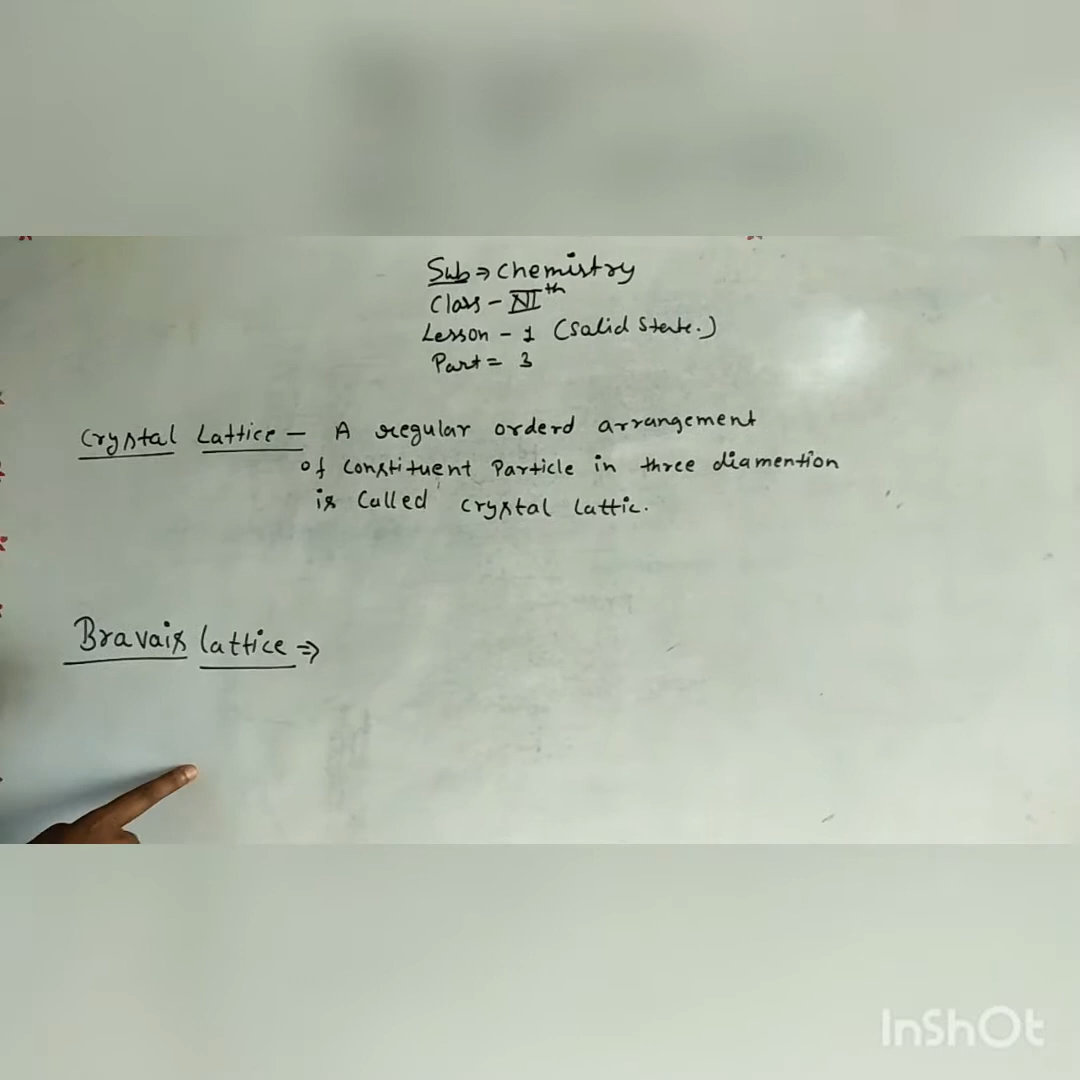 Sub ⇒ Chemistry
Class - XIth
Lesson - 1 (Solid State.)
Part = 3
Crystal Lattice - A regular orderd arrangement
of constituent Particle in three diamention
is Called crystal lattic.
Bravais lattice ⇒
InShOt